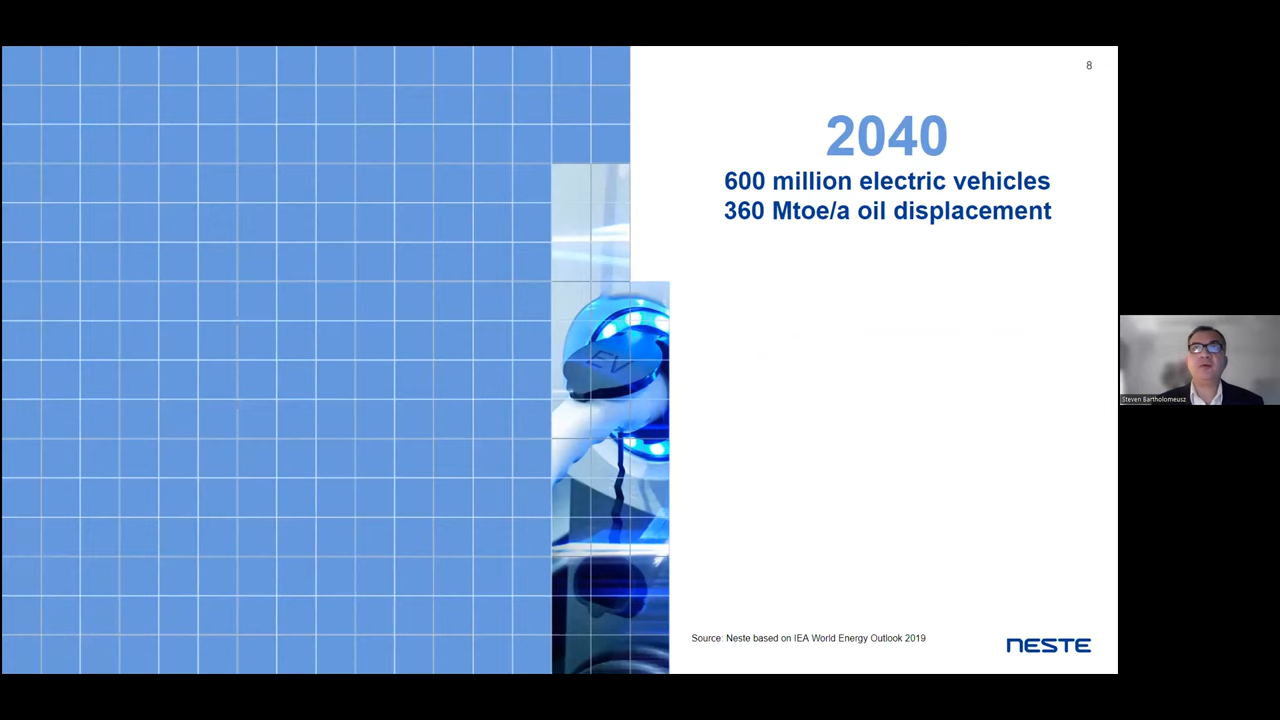 8
2040
600 million electric vehicles
360 Mtoe/a oil displacement
EV
Source: Neste based on IEA World Energy Outlook 2019
NESTE
Steven Bartholomeusz